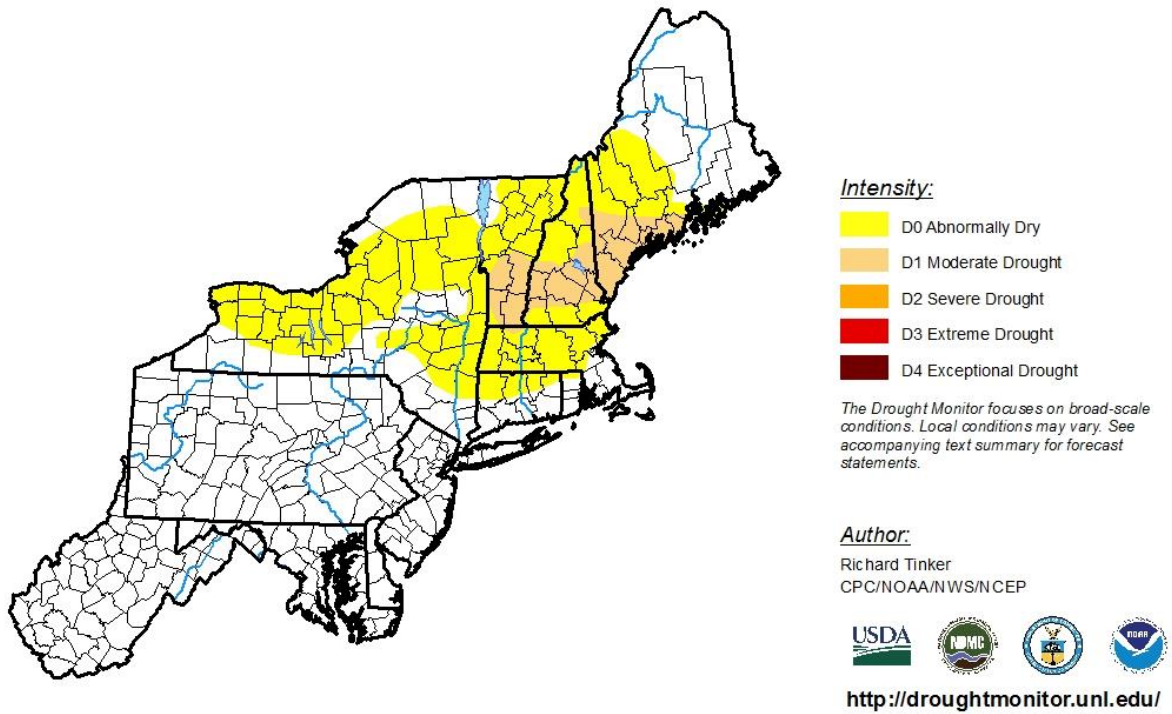 Intensity:
D0 Abnormally Dry
D1 Moderate Drought
D2 Severe Drought
D3 Extreme Drought
D4 Exceptional Drought
The Drought Monitor focuses on broad-scale
conditions. Local conditions may vary. See
accompanying text summary for forecast
statements.
Author:
Richard Tinker
CPC/NOAA/NWS/NCEP
USDA
NDMC
NOAA
http://droughtmonitor.unl.edu/